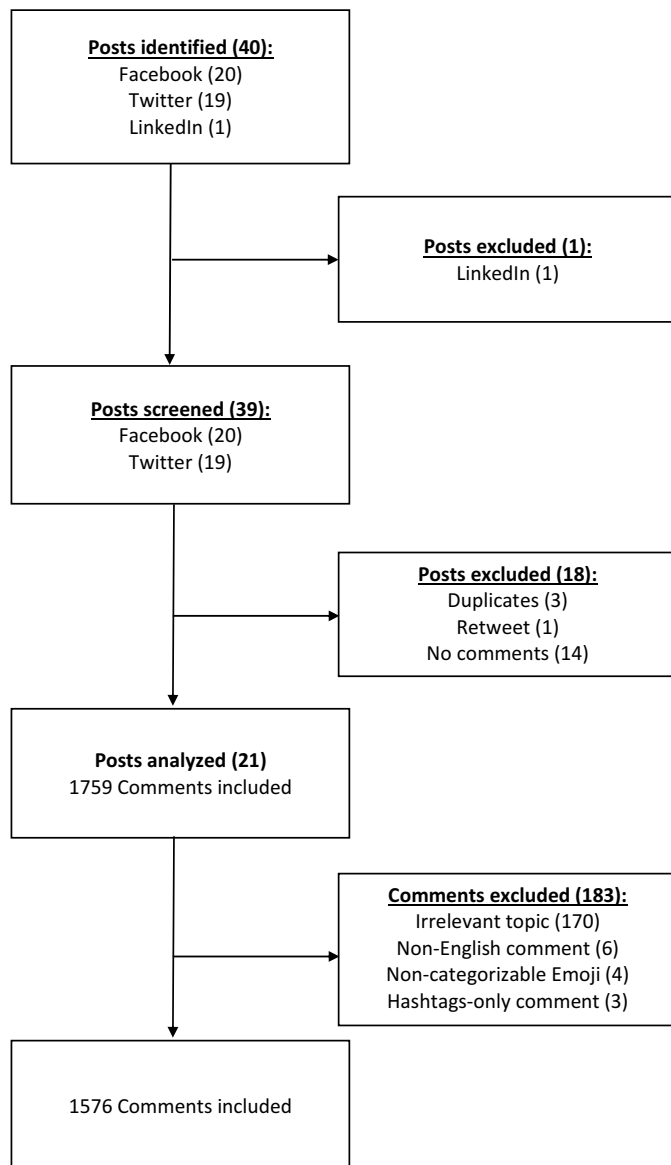 Posts identified (40):
Facebook (20)
Twitter (19)
LinkedIn (1)
Posts excluded (1):
LinkedIn (1)
Posts screened (39):
Facebook (20)
Twitter (19)
Posts excluded (18):
Duplicates (3)
Retweet (1)
No comments (14)
Posts analyzed (21)
1759 Comments included
Comments excluded (183):
Irrelevant topic (170)
Non-English comment (6)
Non-categorizable Emoji (4)
Hashtags-only comment (3)
1576 Comments included